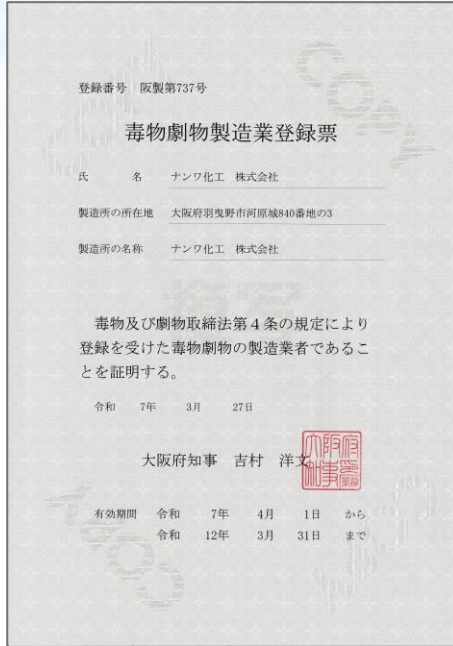 登録番号 阪製第737号
毒物劇物製造業登録票
氏 名 ナンワ化工 株式会社
製造所の所在地 大阪府羽曳野市河原城840番地の3
製造所の名称 ナンワ化工 株式会社
複写
毒物及び劇物取締法第4条の規定により
登録を受けた毒物劇物の製造業者であるこ
とを証明する。
令和 7年 3月 27日
大阪府知事 吉村 洋文
有効期間 令和 7年 4月 1日 から
令和 12年 3月 31日 まで
COPY
COPY